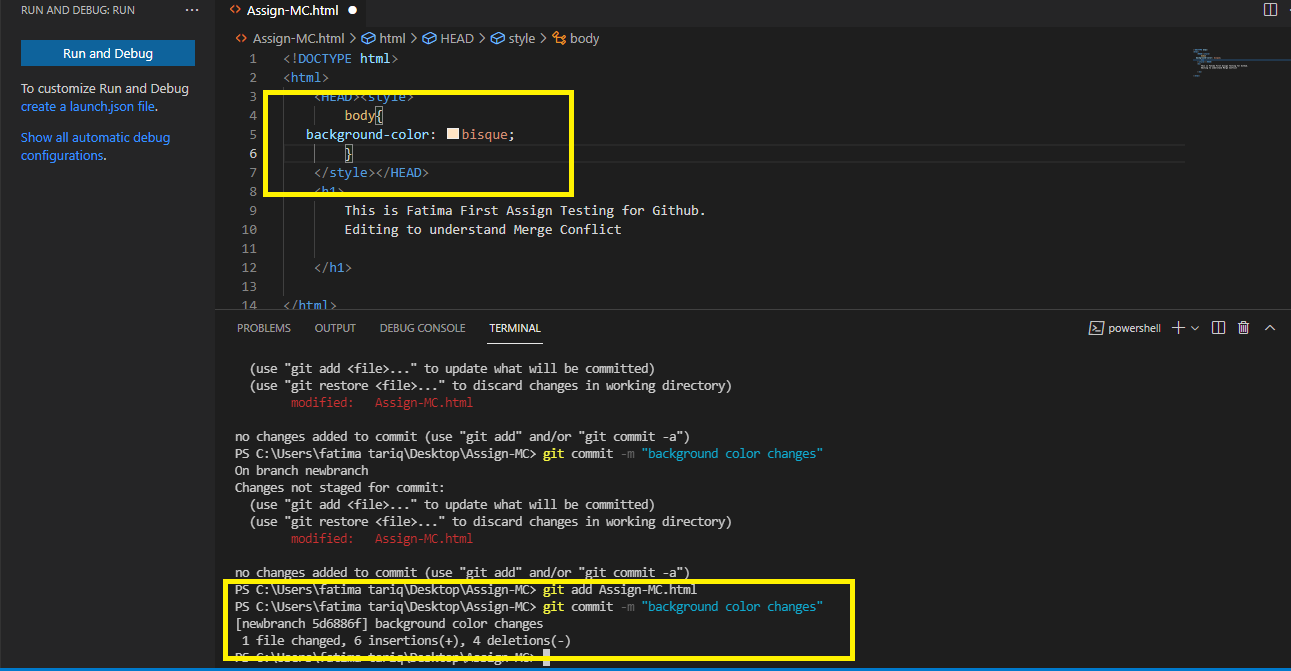 RUN AND DEBUG: RUN ···
Run and Debug
To customize Run and Debug
create a launch.json file.
Show all automatic debug
configurations.
<> Assign-MC.html ●
<> Assign-MC.html > html > HEAD > style > body
1 <!DOCTYPE html>
2 <html>
3 <HEAD><style>
4 body{
5 background-color: bisque;
6 }
7 </style></HEAD>
8 <h1>
9 This is Fatima First Assign Testing for Github.
10 Editing to understand Merge Conflict
11
12 </h1>
13
14 </html>
PROBLEMS OUTPUT DEBUG CONSOLE TERMINAL powershell
(use "git add <file>..." to update what will be committed)
(use "git restore <file>..." to discard changes in working directory)
modified: Assign-MC.html
no changes added to commit (use "git add" and/or "git commit -a")
PS C:\Users\fatima tariq\Desktop\Assign-MC> git commit -m "background color changes"
On branch newbranch
Changes not staged for commit:
(use "git add <file>..." to update what will be committed)
(use "git restore <file>..." to discard changes in working directory)
modified: Assign-MC.html
no changes added to commit (use "git add" and/or "git commit -a")
PS C:\Users\fatima tariq\Desktop\Assign-MC> git add Assign-MC.html
PS C:\Users\fatima tariq\Desktop\Assign-MC> git commit -m "background color changes"
[newbranch 5d6886f] background color changes
1 file changed, 6 insertions(+), 4 deletions(-)
PS C:\Users\fatima tariq\Desktop\Assign-MC>